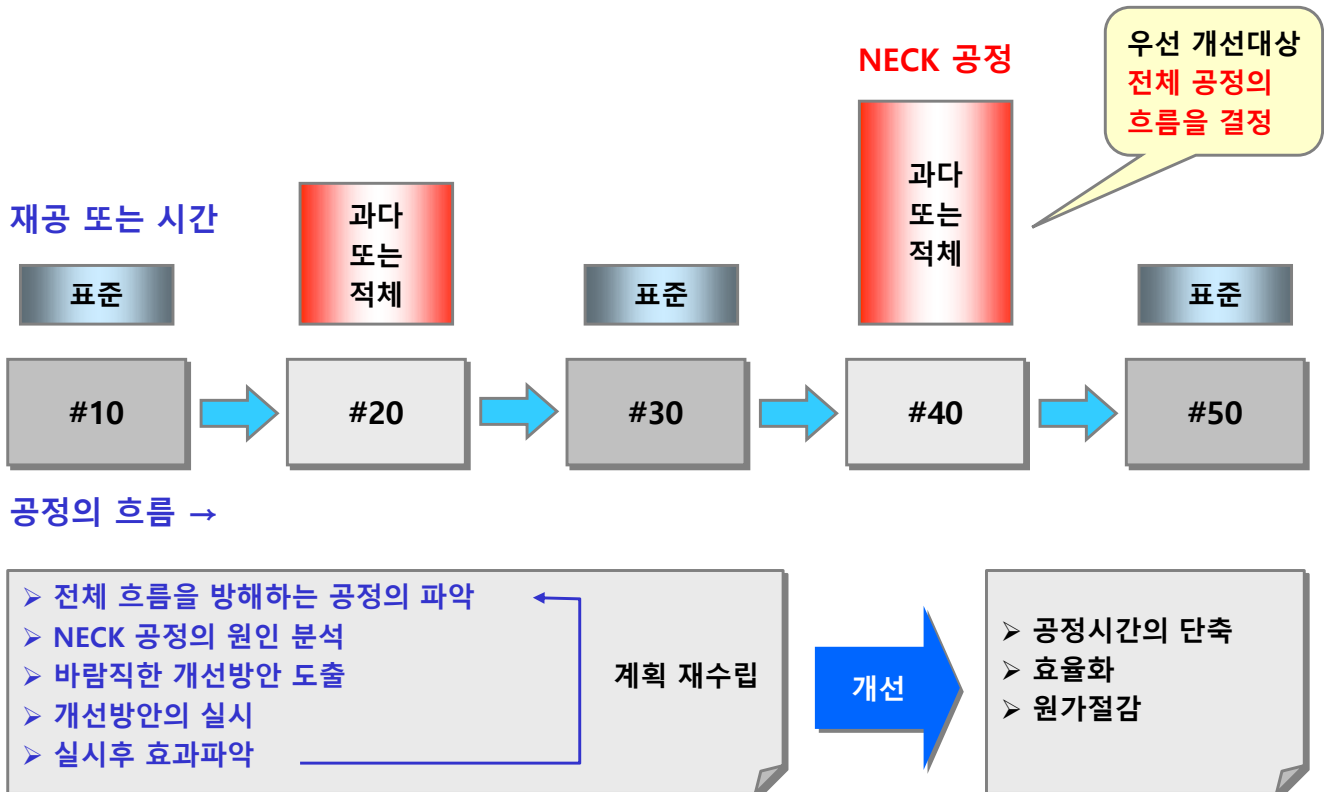 NECK 공정
우선 개선대상
전체 공정의
흐름을 결정
재공 또는 시간
표준
과다
또는
적체
표준
과다
또는
적체
표준
#10
#20
#30
#40
#50
공정의 흐름 →
➢ 전체 흐름을 방해하는 공정의 파악
➢ NECK 공정의 원인 분석
➢ 바람직한 개선방안 도출
➢ 개선방안의 실시
➢ 실시후 효과파악
계획 재수립
개선
➢ 공정시간의 단축
➢ 효율화
➢ 원가절감